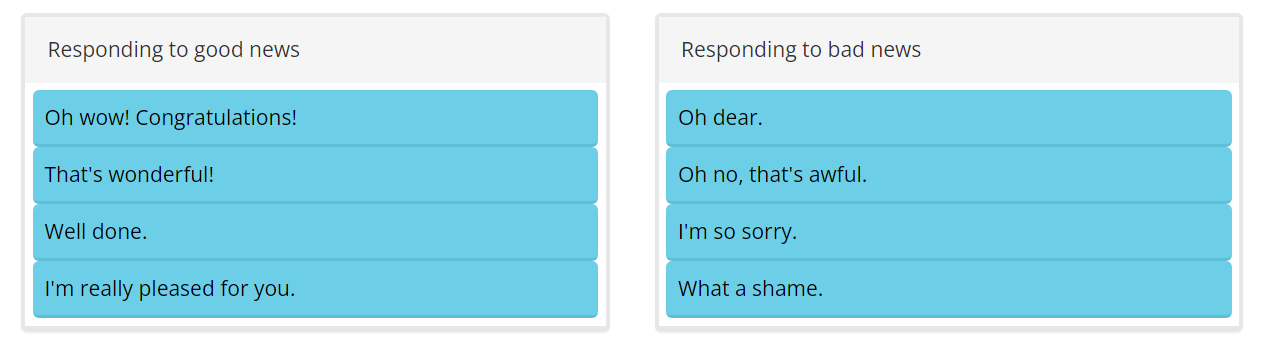 Responding to good news
Oh wow! Congratulations!
That's wonderful!
Well done.
I'm really pleased for you.
Responding to bad news
Oh dear.
Oh no, that's awful.
I'm so sorry.
What a shame.